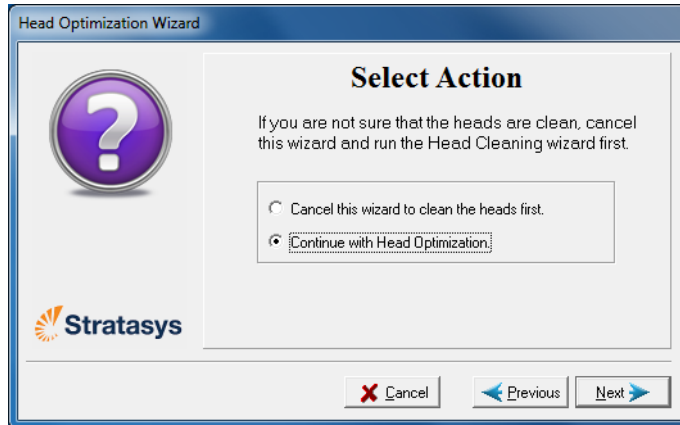 Head Optimization Wizard
Select Action
If you are not sure that the heads are clean, cancel
this wizard and run the Head Cleaning wizard first.
Cancel this wizard to clean the heads first.
Continue with Head Optimization.
Stratasys
Cancel
Previous
Next